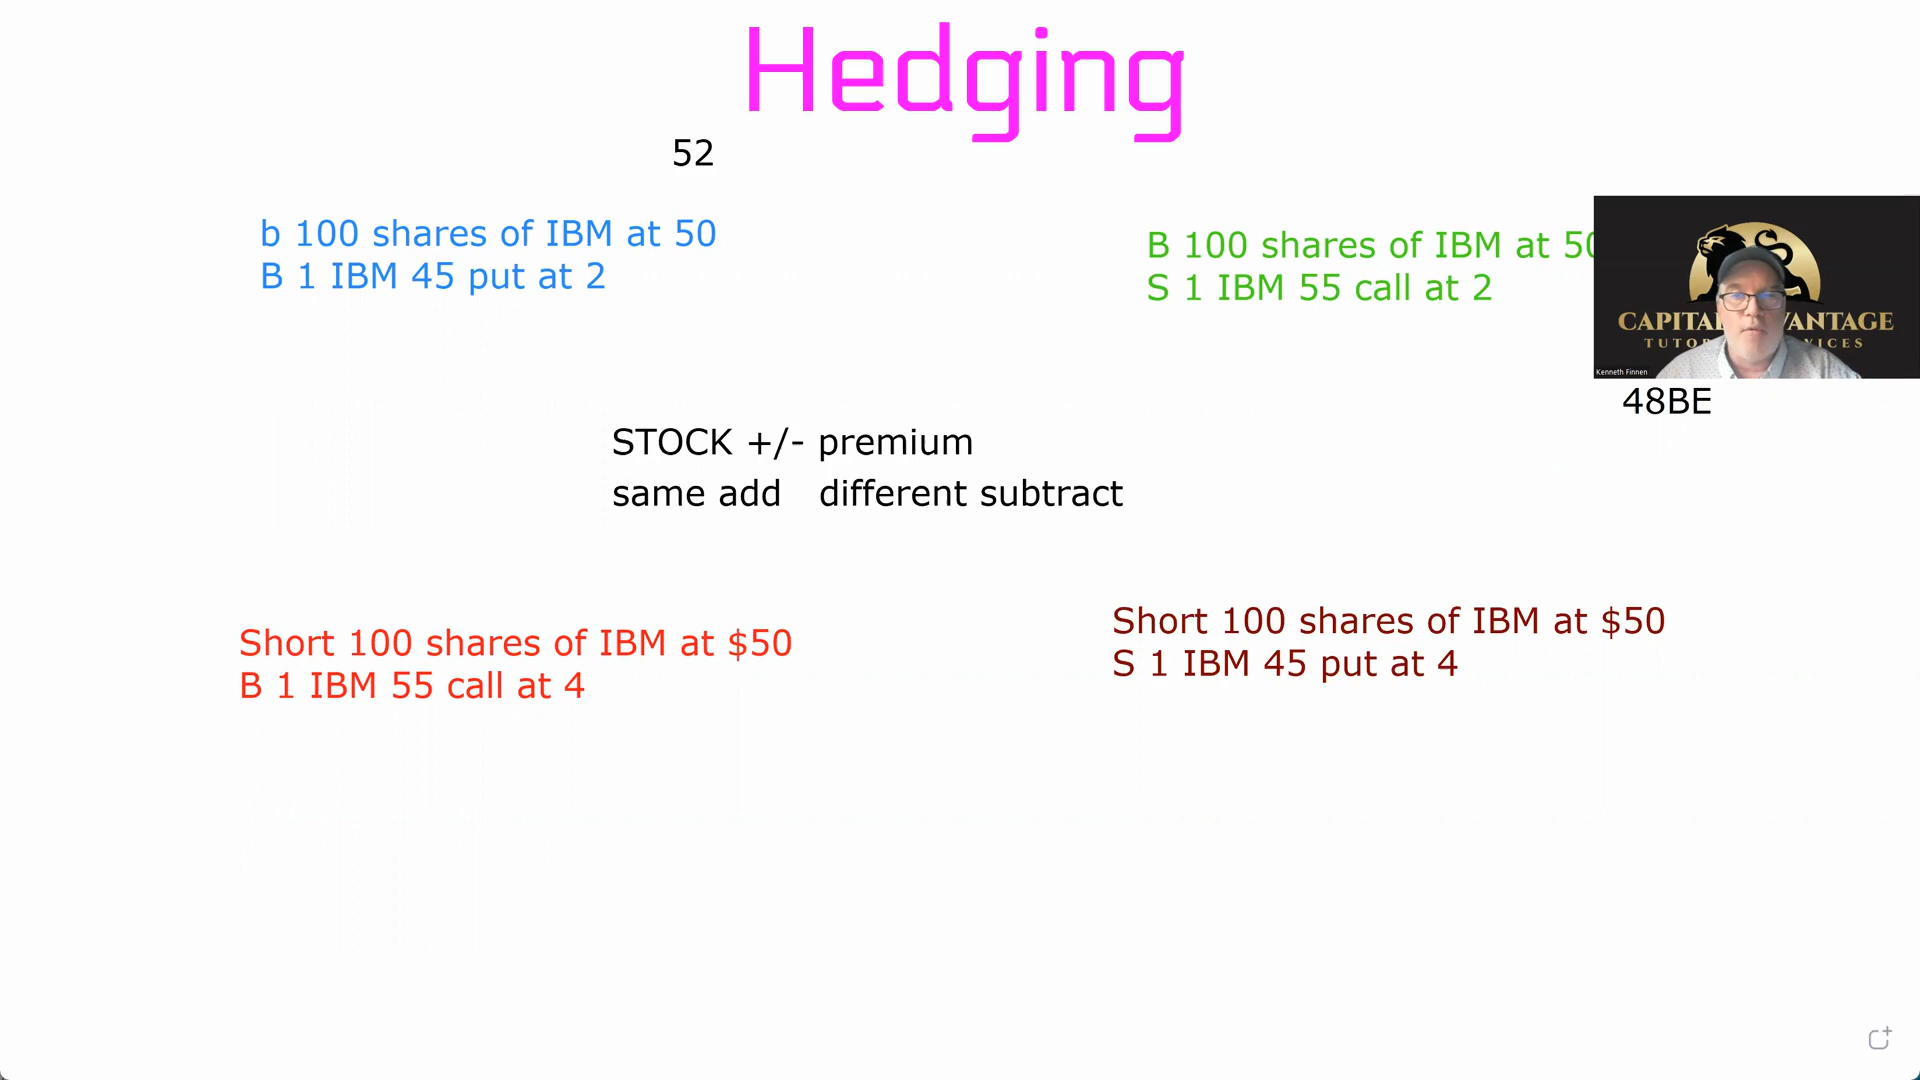 Hedging
52
b 100 shares of IBM at 50
B 1 IBM 45 put at 2
B 100 shares of IBM at 50
S 1 IBM 55 call at 2
Kenneth Finnen
48BE
STOCK +/- premium
same add different subtract
Short 100 shares of IBM at $50
B 1 IBM 55 call at 4
Short 100 shares of IBM at $50
S 1 IBM 45 put at 4